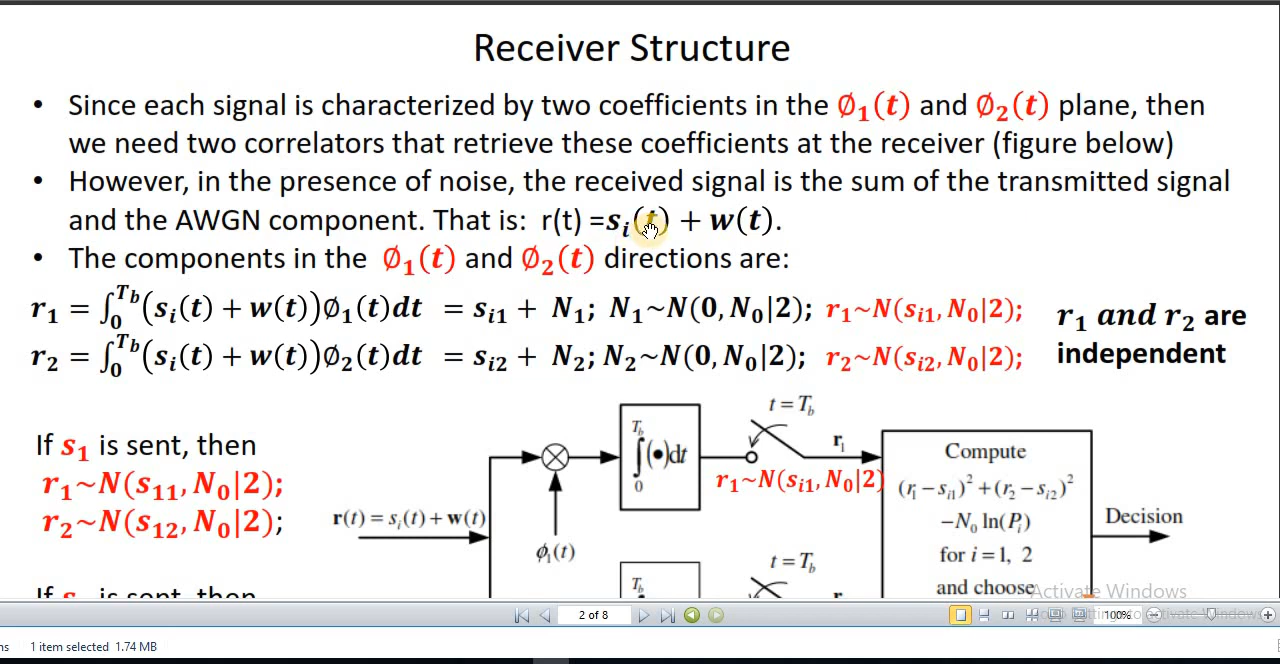 Receiver Structure
• Since each signal is characterized by two coefficients in the ∅₁(t) and ∅₂(t) plane, then
we need two correlators that retrieve these coefficients at the receiver (figure below)
• However, in the presence of noise, the received signal is the sum of the transmitted signal
and the AWGN component. That is: r(t) =sᵢ(t) + w(t).
• The components in the ∅₁(t) and ∅₂(t) directions are:
r₁ = ∫₀^Tb(sᵢ(t) + w(t))∅₁(t)dt = sᵢ₁ + N₁; N₁~N(0, N₀|2); r₁~N(sᵢ₁, N₀|2);
r₂ = ∫₀^Tb(sᵢ(t) + w(t))∅₂(t)dt = sᵢ₂ + N₂; N₂~N(0, N₀|2); r₂~N(sᵢ₂, N₀|2);
r₁ and r₂ are
independent
If s₁ is sent, then
r₁~N(s₁₁, N₀|2);
r₂~N(s₁₂, N₀|2);
r(t) = sᵢ(t) + w(t)
ϕ₁(t)
∫₀^Tb(•)dt
t = Tb
r₁
r₁~N(sᵢ₁, N₀|2)
Compute
(r₁ − sᵢ₁)² + (r₂ − sᵢ₂)²
−N₀ ln(Pᵢ)
for i = 1, 2
and choose
Decision
Tb
t = Tb
Activate Windows
2 of 8
100%
1 item selected 1.74 MB